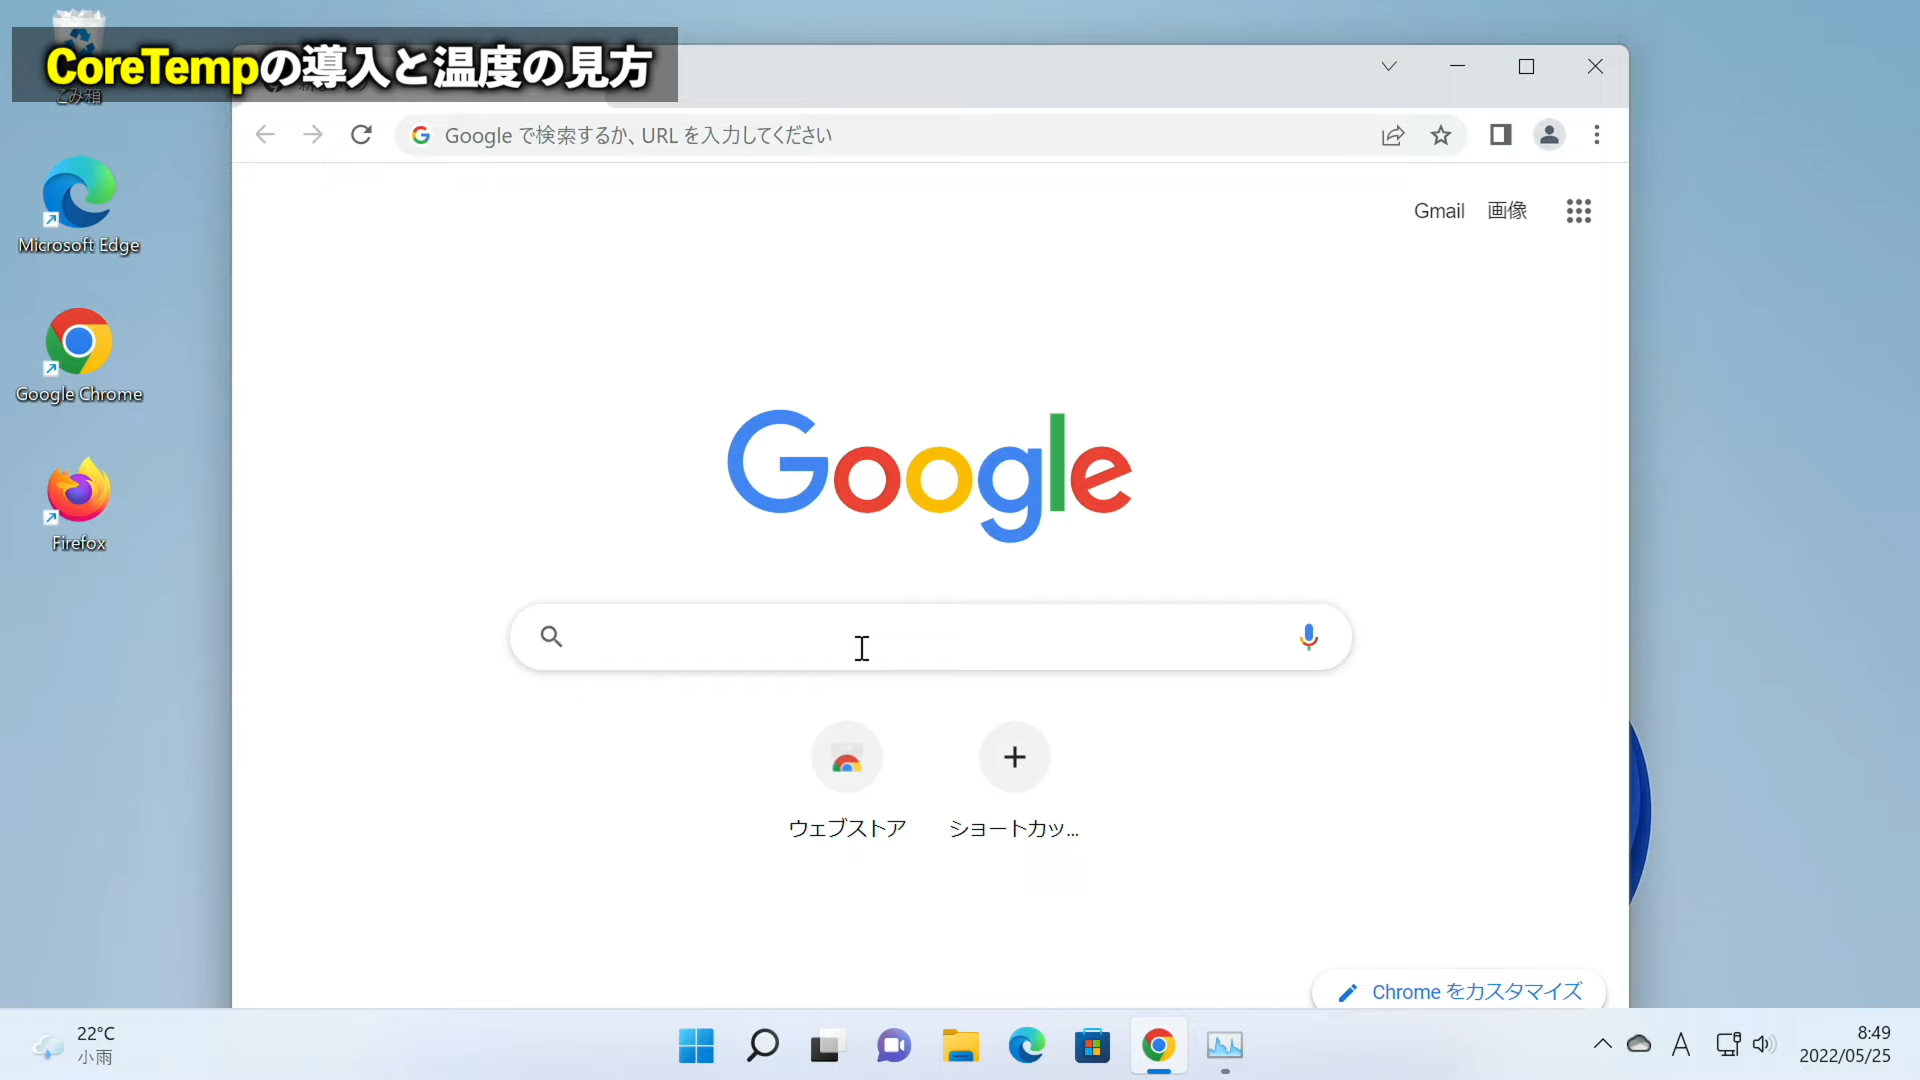 CoreTempの導入と温度の見方
ごみ箱
Google で検索するか、URL を入力してください
Gmail 画像
Microsoft Edge
Google Chrome
Firefox
Google
ウェブストア
ショートカッ...
Chrome をカスタマイズ
22°C
小雨
A
8:49
2022/05/25